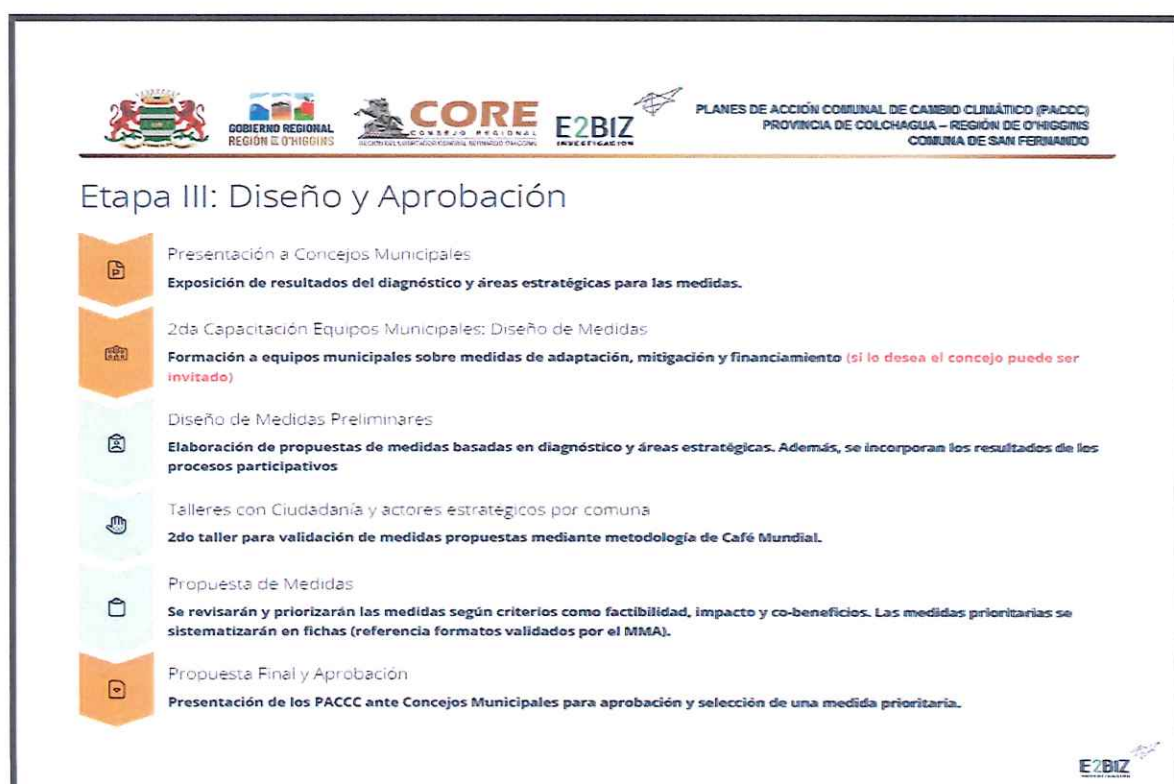 GOBIERNO REGIONAL
REGIÓN DE O'HIGGINS
CORE
CONSEJO REGIONAL
E2BIZ
INVESTIGACION
PLANES DE ACCIÓN COMUNAL DE CAMBIO CLIMÁTICO (PACCC)
PROVINCIA DE COLCHAGUA – REGIÓN DE O'HIGGINS
COMUNA DE SAN FERNANDO
Etapa III: Diseño y Aprobación
Presentación a Concejos Municipales
Exposición de resultados del diagnóstico y áreas estratégicas para las medidas.
2da Capacitación Equipos Municipales: Diseño de Medidas
Formación a equipos municipales sobre medidas de adaptación, mitigación y financiamiento (si lo desea el concejo puede ser
invitado)
Diseño de Medidas Preliminares
Elaboración de propuestas de medidas basadas en diagnóstico y áreas estratégicas. Además, se incorporan los resultados de los
procesos participativos
Talleres con Ciudadanía y actores estratégicos por comuna
2do taller para validación de medidas propuestas mediante metodología de Café Mundial.
Propuesta de Medidas
Se revisarán y priorizarán las medidas según criterios como factibilidad, impacto y co-beneficios. Las medidas prioritarias se
sistematizarán en fichas (referencia formatos validados por el MMA).
Propuesta Final y Aprobación
Presentación de los PACCC ante Concejos Municipales para aprobación y selección de una medida prioritaria.
E2BIZ